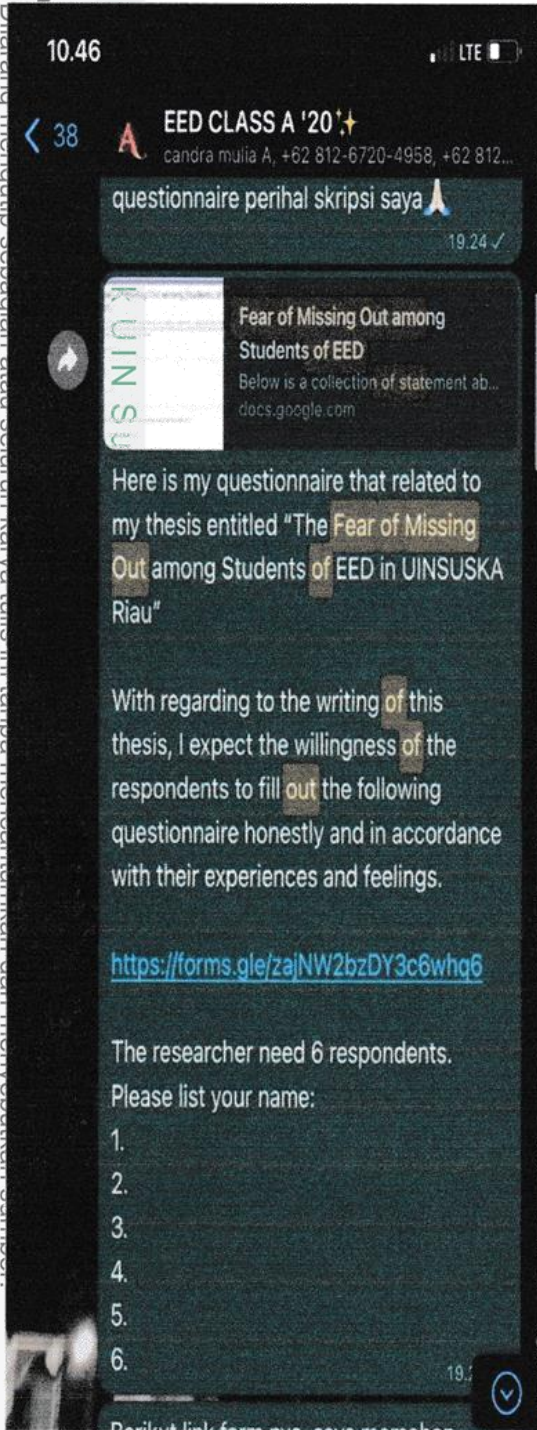 10.46
LTE
38
A
EED CLASS A '20✨
candra mulia A, +62 812-6720-4958, +62 812...
questionnaire perihal skripsi saya🙏
19.24 ✓
K UIN Su
Fear of Missing Out among
Students of EED
Below is a collection of statement ab...
docs.google.com
Here is my questionnaire that related to
my thesis entitled “The Fear of Missing
Out among Students of EED in UINSUSKA
Riau”
With regarding to the writing of this
thesis, I expect the willingness of the
respondents to fill out the following
questionnaire honestly and in accordance
with their experiences and feelings.
https://forms.gle/zajNW2bzDY3c6whq6
The researcher need 6 respondents.
Please list your name:
1.
2.
3.
4.
5.
6.
19.2